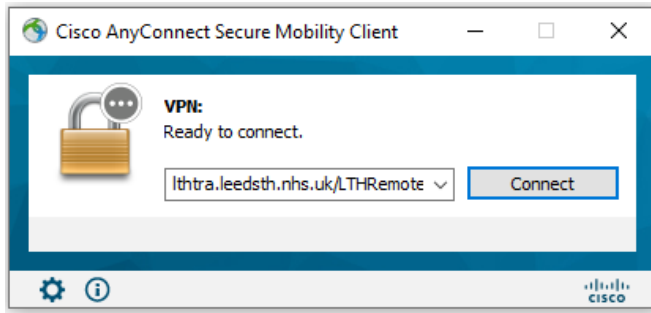 Cisco AnyConnect Secure Mobility Client
VPN:
Ready to connect.
lthtra.leedsth.nhs.uk/LTHRemote
Connect
CISCO